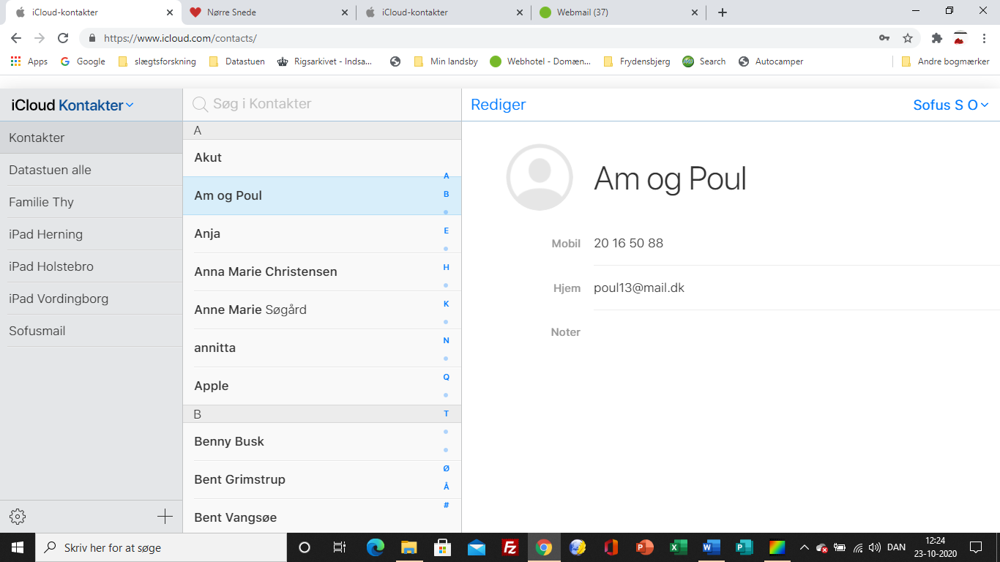 iCloud-kontakter
Nørre Snede
iCloud-kontakter
Webmail (37)
https://www.icloud.com/contacts/
Apps
Google
slægtsforskning
Datastuen
Rigsarkivet - Indsa...
Min landsby
Webhotel - Domæn...
Frydensbjerg
Search
Autocamper
Andre bogmærker
iCloud Kontakter
Søg i Kontakter
Rediger
Sofus S O
Kontakter
Datastuen alle
Familie Thy
iPad Herning
iPad Holstebro
iPad Vordingborg
Sofusmail
A
Akut
Am og Poul
Anja
Anna Marie Christensen
Anne Marie Søgård
annitta
Apple
B
Benny Busk
Bent Grimstrup
Bent Vangsøe
A
B
E
H
K
N
Q
T
Ø
Å
#
Am og Poul
Mobil 20 16 50 88
Hjem poul13@mail.dk
Noter
Skriv her for at søge
DAN
12:24
23-10-2020